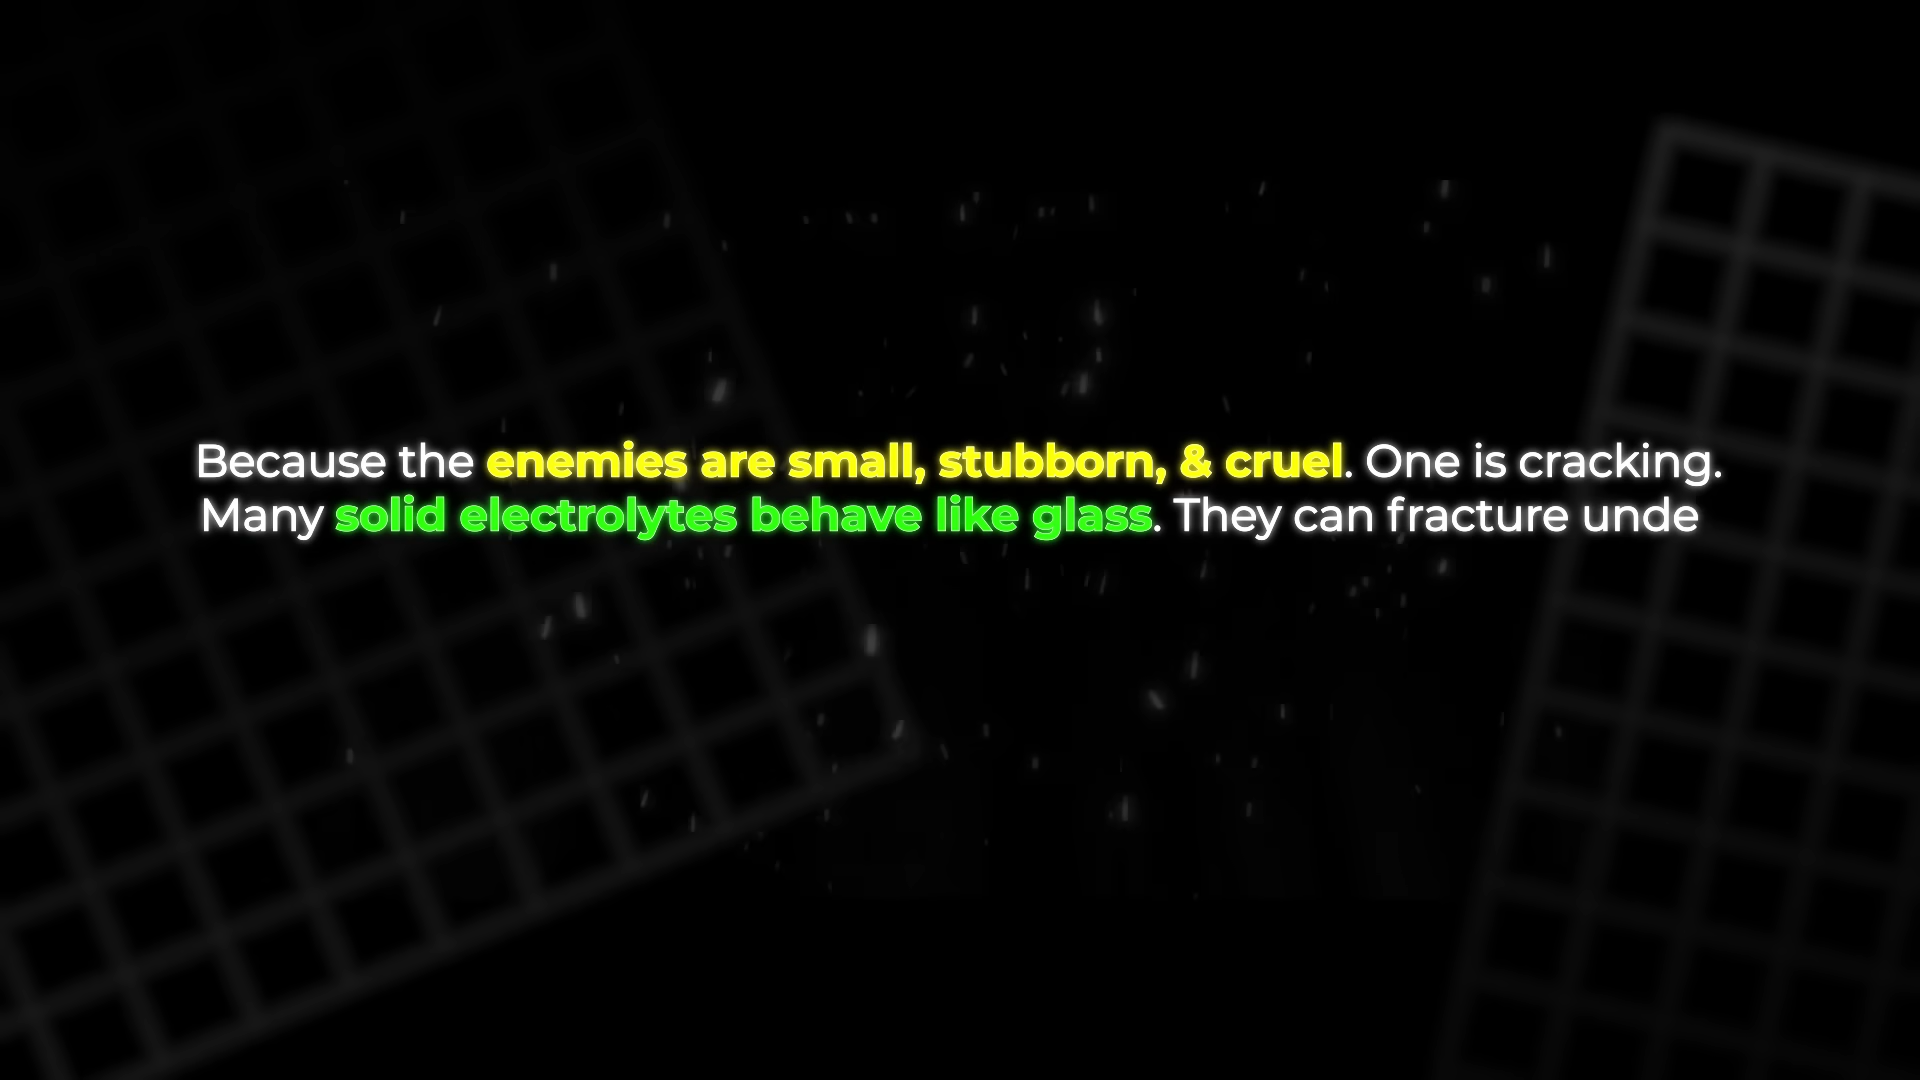 Because the enemies are small, stubborn, & cruel. One is cracking.
Many solid electrolytes behave like glass. They can fracture unde